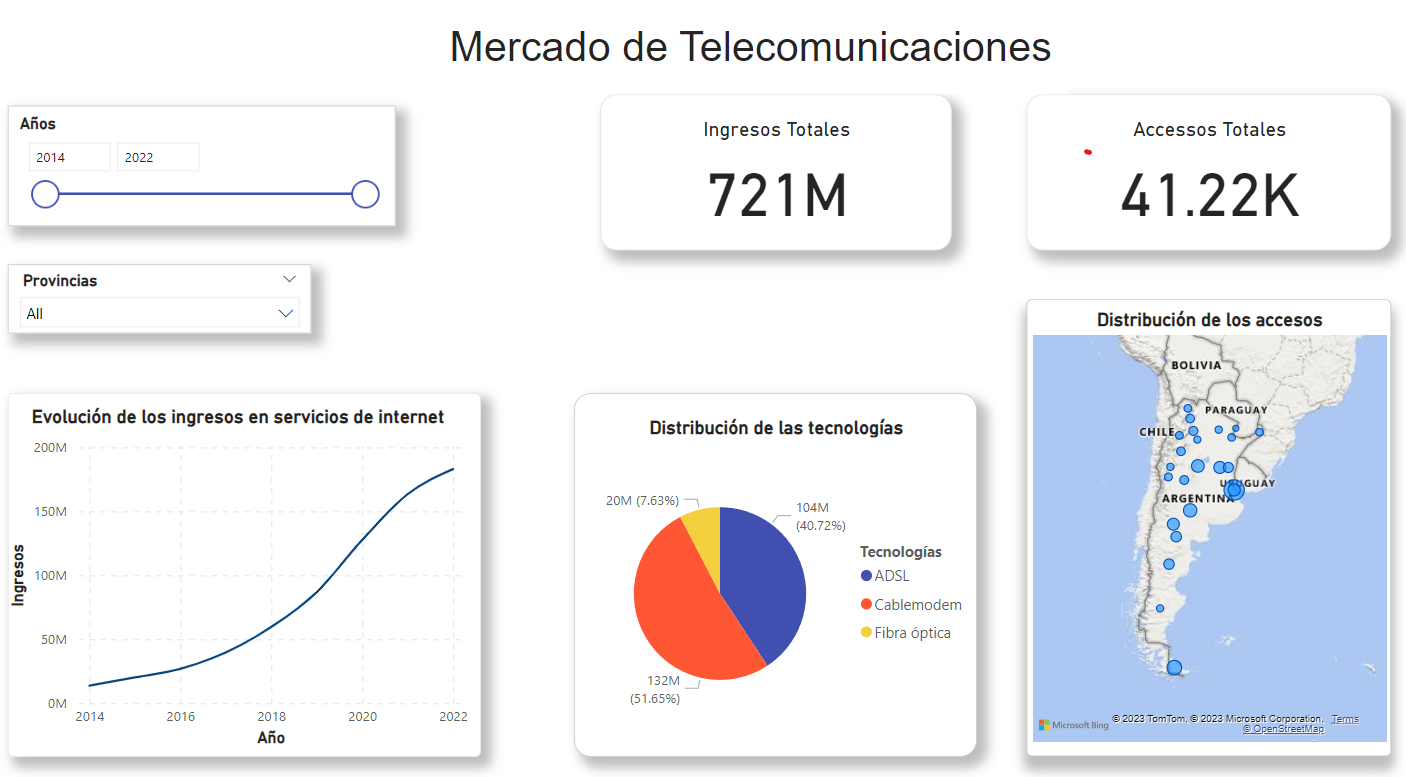 Mercado de Telecomunicaciones
Años
2014
2022
Ingresos Totales
721M
Accessos Totales
41.22K
Provincias
All
Distribución de los accesos
BOLIVIA
PARAGUAY
CHILE
URUGUAY
ARGENTINA
Microsoft Bing
© 2023 TomTom, © 2023 Microsoft Corporation, Terms
© OpenStreetMap
Evolución de los ingresos en servicios de internet
200M
150M
100M
50M
0M
Ingresos
2014
2016
2018
2020
2022
Año
Distribución de las tecnologías
20M (7.63%)
104M
(40.72%)
132M
(51.65%)
Tecnologías
ADSL
Cablemodem
Fibra óptica